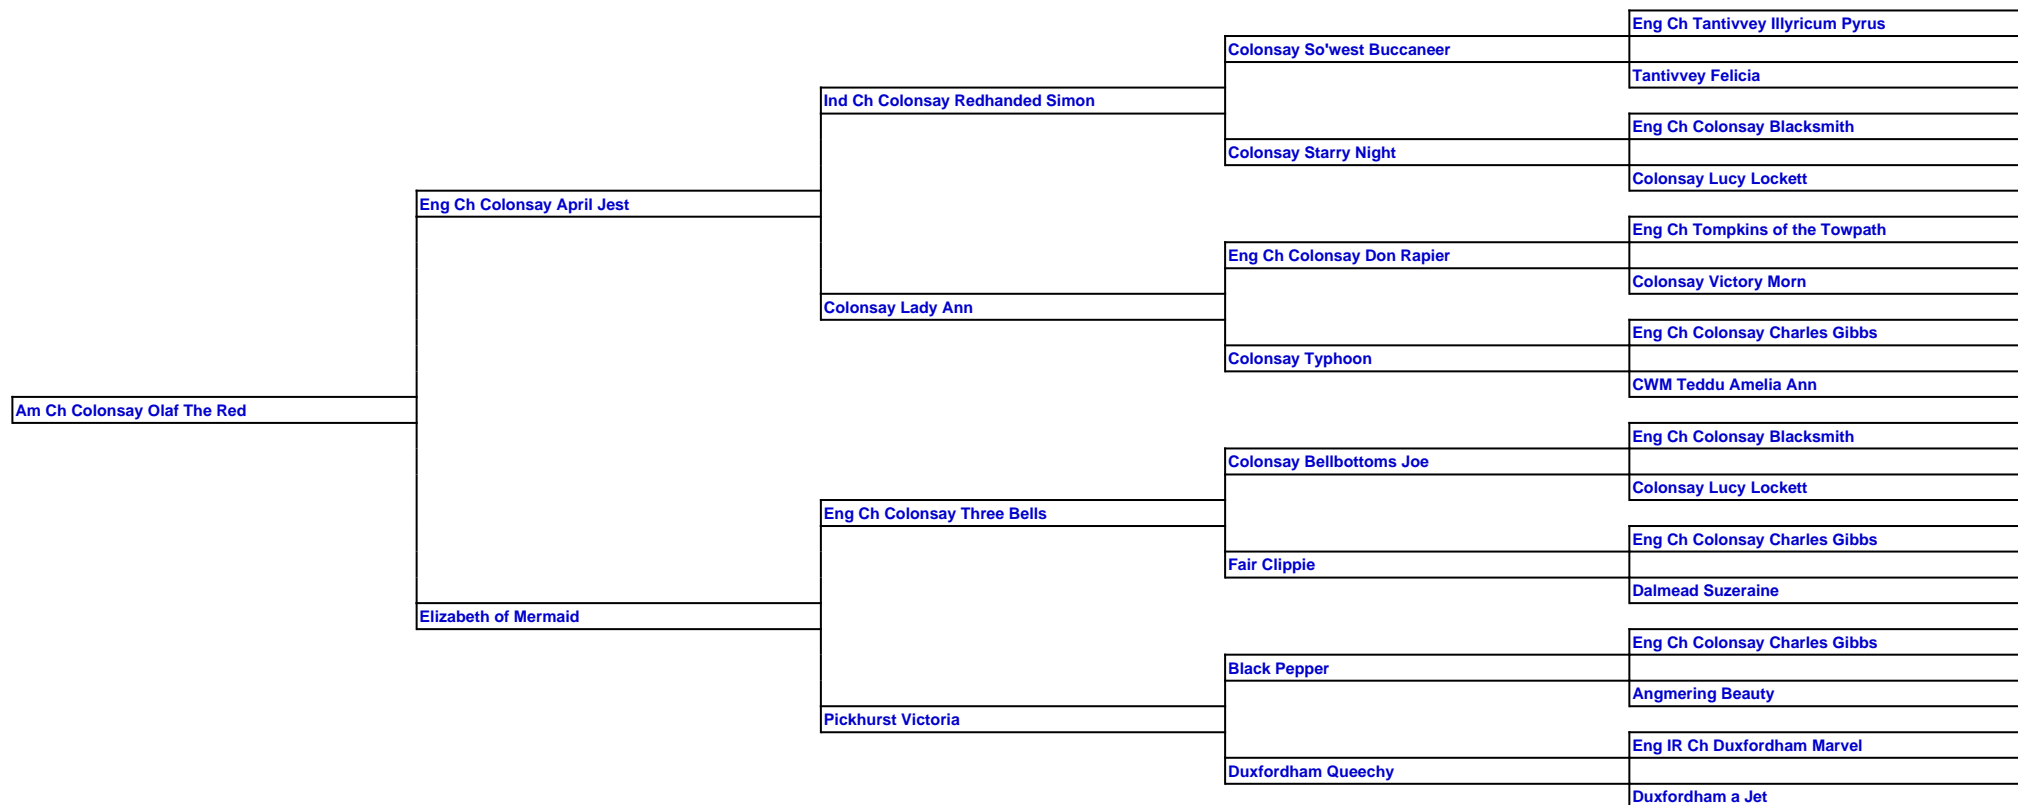 Eng Ch Tantivvey Illyricum Pyrus
Colonsay So'west Buccaneer
Tantivvey Felicia
Ind Ch Colonsay Redhanded Simon
Eng Ch Colonsay Blacksmith
Colonsay Starry Night
Colonsay Lucy Lockett
Eng Ch Colonsay April Jest
Eng Ch Tompkins of the Towpath
Eng Ch Colonsay Don Rapier
Colonsay Victory Morn
Colonsay Lady Ann
Eng Ch Colonsay Charles Gibbs
Colonsay Typhoon
CWM Teddu Amelia Ann
Am Ch Colonsay Olaf The Red
Eng Ch Colonsay Blacksmith
Colonsay Bellbottoms Joe
Colonsay Lucy Lockett
Eng Ch Colonsay Three Bells
Eng Ch Colonsay Charles Gibbs
Fair Clippie
Dalmead Suzeraine
Elizabeth of Mermaid
Eng Ch Colonsay Charles Gibbs
Black Pepper
Angmering Beauty
Pickhurst Victoria
Eng IR Ch Duxfordham Marvel
Duxfordham Queechy
Duxfordham a Jet